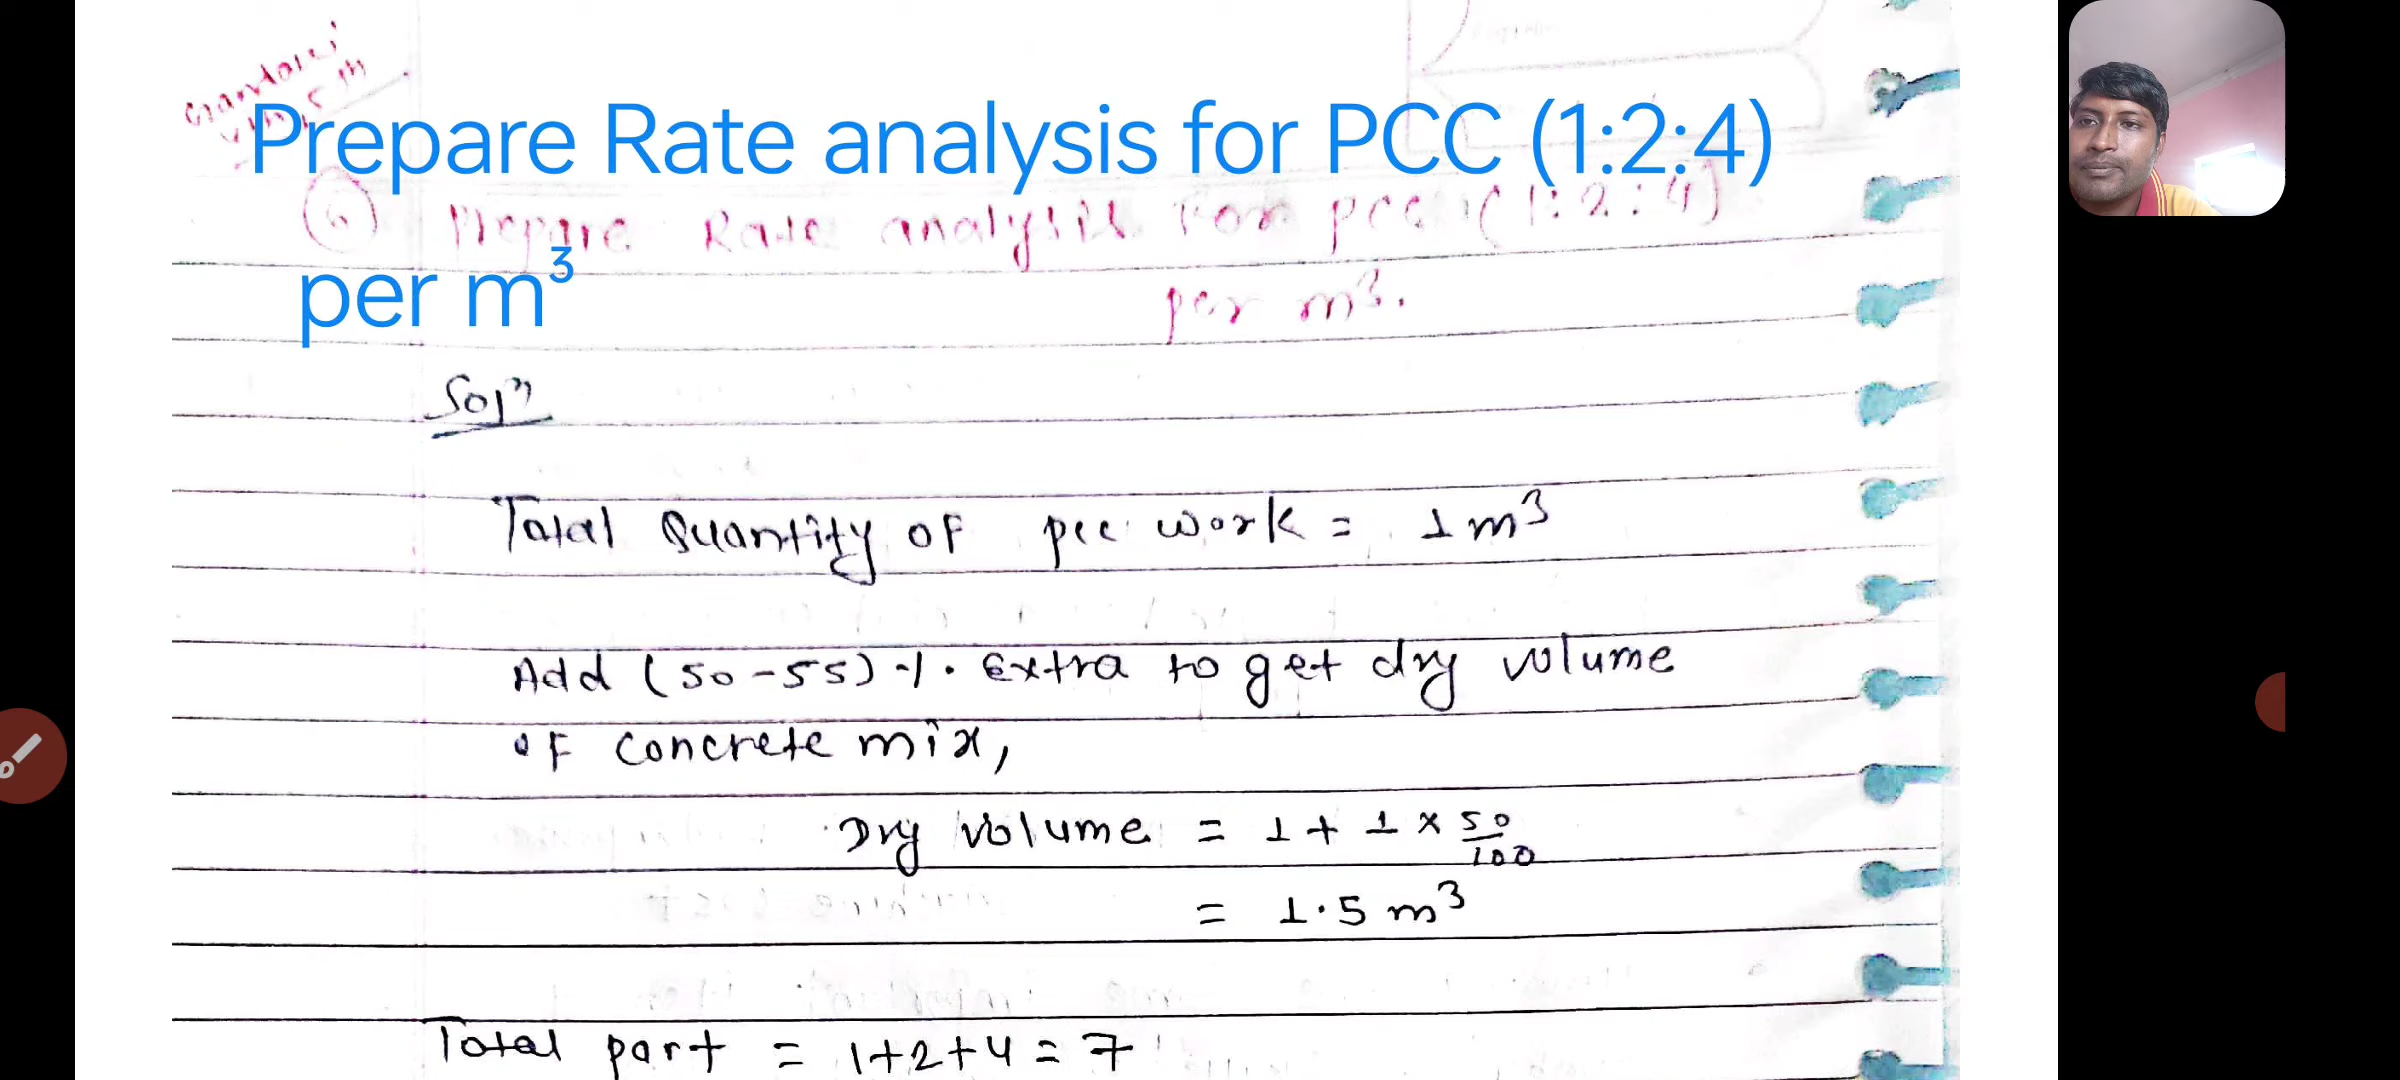 Prepare Rate analysis for PCC (1:2:4)
per m³
(6) Prepare Rate analysis For pcc (1:2:4)
per m³.
Solⁿ
Total Quantity of pcc work = 1 m³
Add (50-55) % Extra to get dry volume
of concrete mix,
Dry volume = 1 + 1 x 50/100
= 1.5 m³
Total part = 1+2+4 = 7